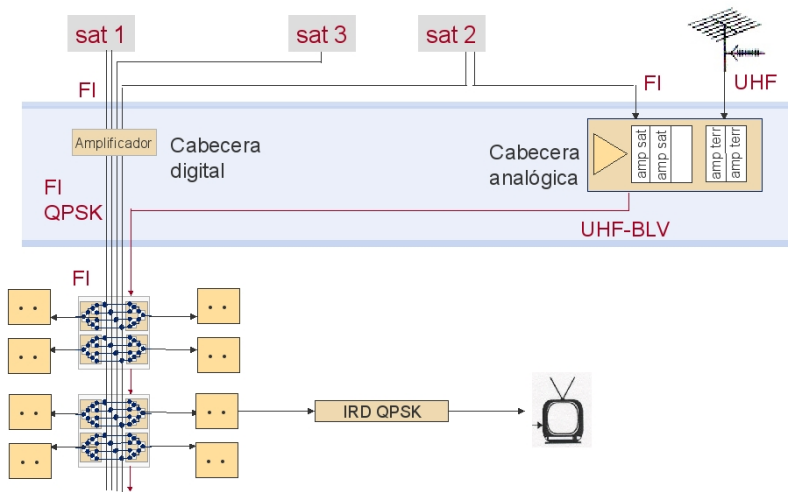 sat 1
sat 3
sat 2
FI
FI
UHF
Amplificador
Cabecera
digital
Cabecera
analógica
amp sat
amp sat
amp terr
amp terr
FI
QPSK
UHF-BLV
FI
IRD QPSK